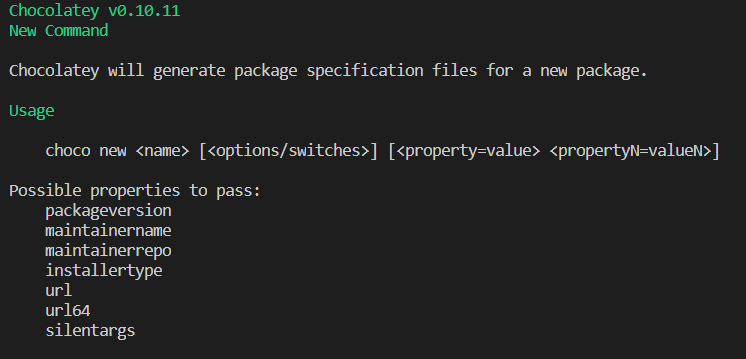 Chocolatey v0.10.11
New Command
Chocolatey will generate package specification files for a new package.
Usage
choco new <name> [<options/switches>] [<property=value> <propertyN=valueN>]
Possible properties to pass:
packageversion
maintainername
maintainerrepo
installertype
url
url64
silentargs